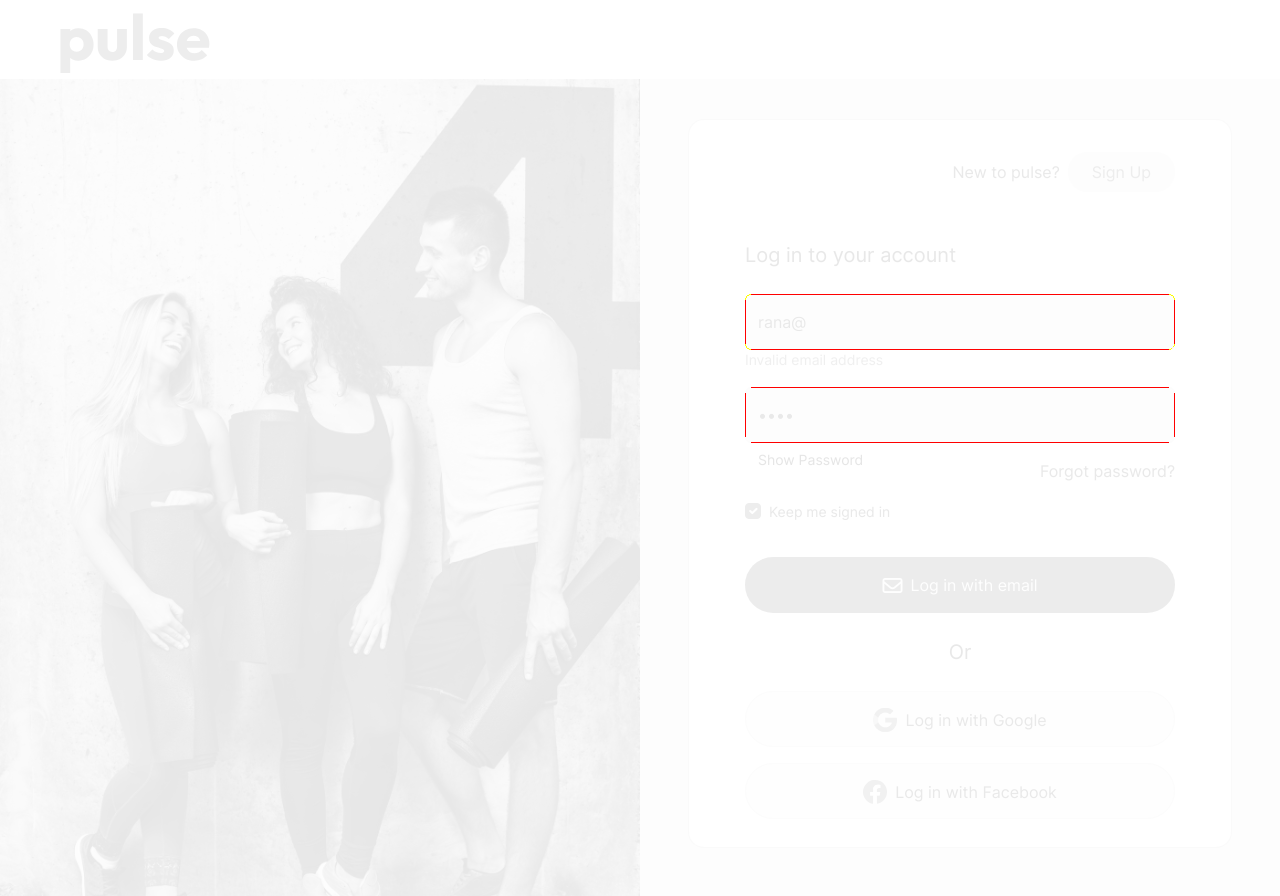 pulse
New to pulse? Sign Up
Log in to your account
rana@
Invalid email address
••••
Show Password
Forgot password?
Keep me signed in
Log in with email
Or
Log in with Google
Log in with Facebook